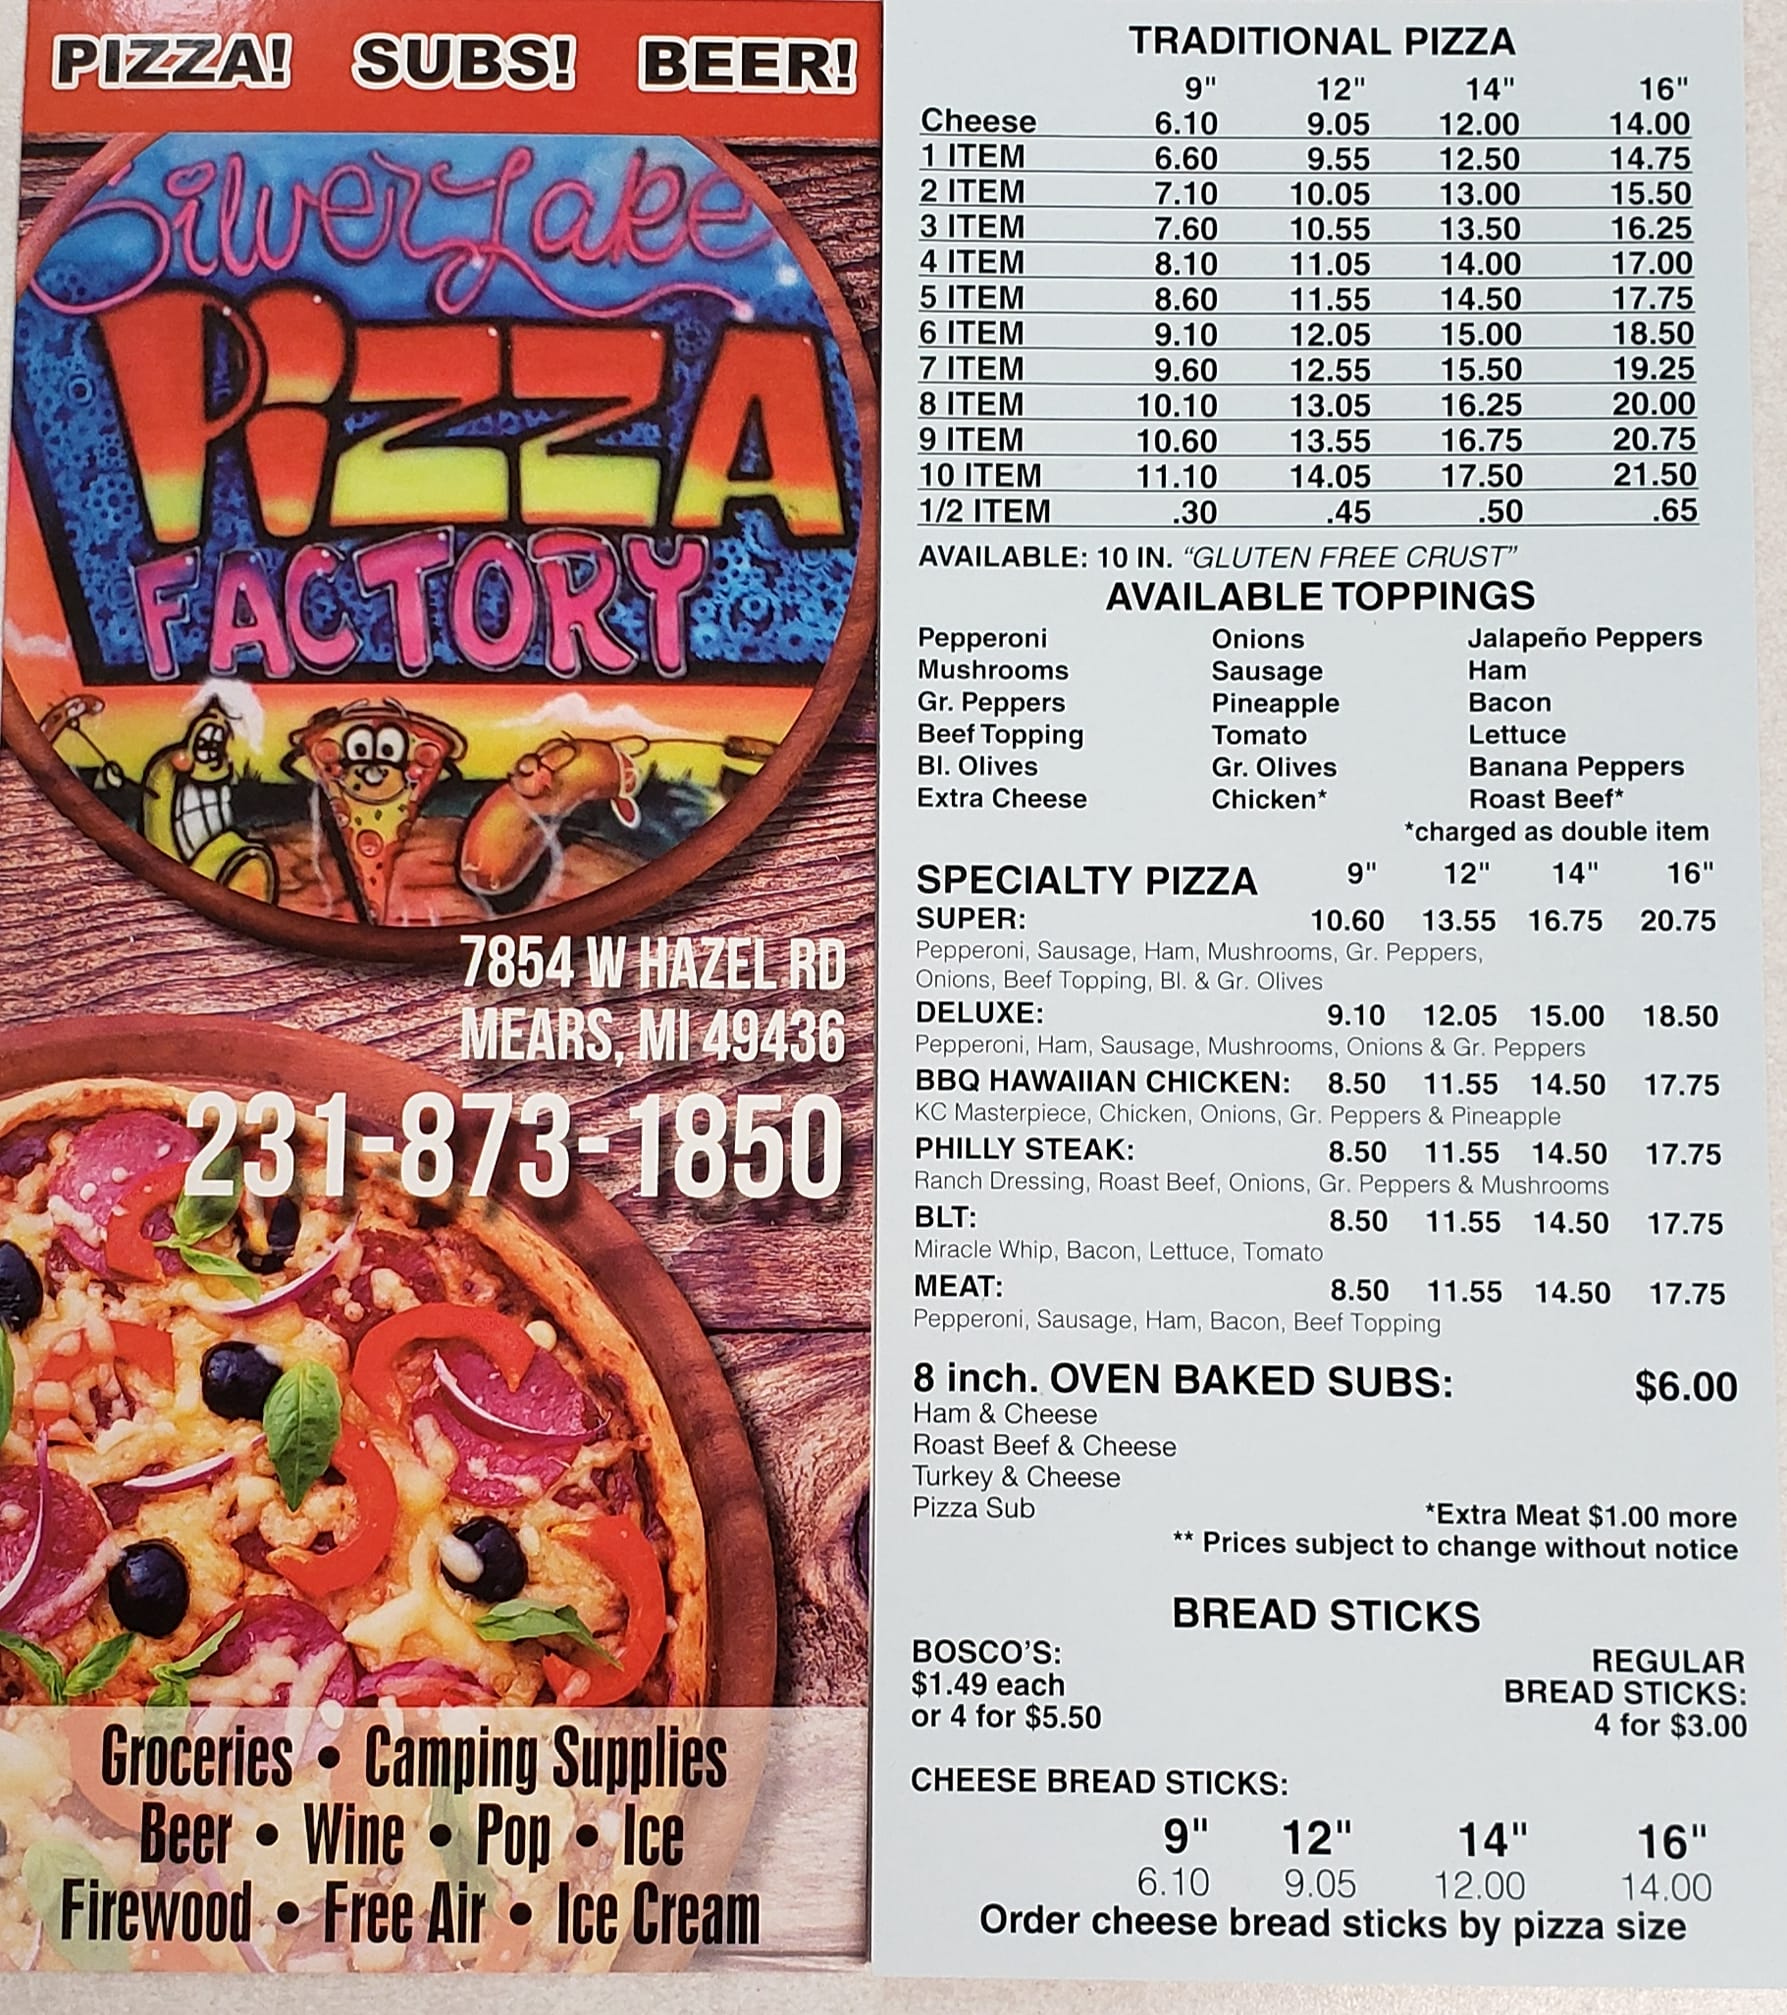 PIZZA! SUBS! BEER!
Silver Lake
PIZZA
FACTORY
7854 W HAZEL RD
MEARS, MI 49436
231-873-1850
Groceries • Camping Supplies
Beer • Wine • Pop • Ice
Firewood • Free Air • Ice Cream
TRADITIONAL PIZZA
9" 12" 14" 16"
Cheese 6.10 9.05 12.00 14.00
1 ITEM 6.60 9.55 12.50 14.75
2 ITEM 7.10 10.05 13.00 15.50
3 ITEM 7.60 10.55 13.50 16.25
4 ITEM 8.10 11.05 14.00 17.00
5 ITEM 8.60 11.55 14.50 17.75
6 ITEM 9.10 12.05 15.00 18.50
7 ITEM 9.60 12.55 15.50 19.25
8 ITEM 10.10 13.05 16.25 20.00
9 ITEM 10.60 13.55 16.75 20.75
10 ITEM 11.10 14.05 17.50 21.50
1/2 ITEM .30 .45 .50 .65
AVAILABLE: 10 IN. “GLUTEN FREE CRUST”
AVAILABLE TOPPINGS
Pepperoni Onions Jalapeño Peppers
Mushrooms Sausage Ham
Gr. Peppers Pineapple Bacon
Beef Topping Tomato Lettuce
Bl. Olives Gr. Olives Banana Peppers
Extra Cheese Chicken* Roast Beef*
*charged as double item
SPECIALTY PIZZA 9" 12" 14" 16"
SUPER: 10.60 13.55 16.75 20.75
Pepperoni, Sausage, Ham, Mushrooms, Gr. Peppers,
Onions, Beef Topping, Bl. & Gr. Olives
DELUXE: 9.10 12.05 15.00 18.50
Pepperoni, Ham, Sausage, Mushrooms, Onions & Gr. Peppers
BBQ HAWAIIAN CHICKEN: 8.50 11.55 14.50 17.75
KC Masterpiece, Chicken, Onions, Gr. Peppers & Pineapple
PHILLY STEAK: 8.50 11.55 14.50 17.75
Ranch Dressing, Roast Beef, Onions, Gr. Peppers & Mushrooms
BLT: 8.50 11.55 14.50 17.75
Miracle Whip, Bacon, Lettuce, Tomato
MEAT: 8.50 11.55 14.50 17.75
Pepperoni, Sausage, Ham, Bacon, Beef Topping
8 inch. OVEN BAKED SUBS: $6.00
Ham & Cheese
Roast Beef & Cheese
Turkey & Cheese
Pizza Sub *Extra Meat $1.00 more
** Prices subject to change without notice
BREAD STICKS
BOSCO’S:
$1.49 each
or 4 for $5.50
REGULAR
BREAD STICKS:
4 for $3.00
CHEESE BREAD STICKS:
9" 12" 14" 16"
6.10 9.05 12.00 14.00
Order cheese bread sticks by pizza size